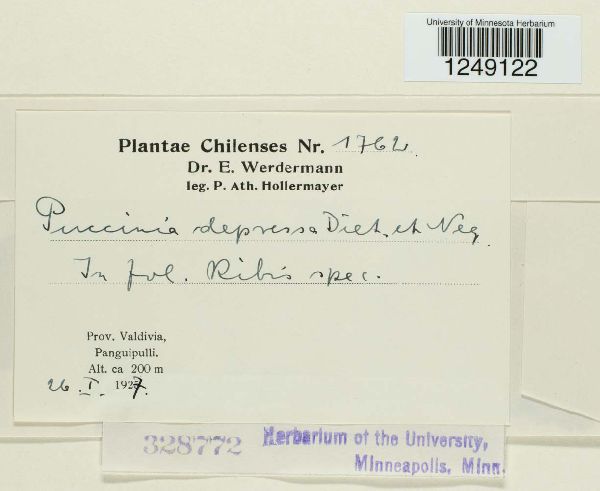 University of Minnesota Herbarium
1249122
Plantae Chilenses Nr. 1762.
Dr. E. Werdermann
leg. P. Ath. Hollermayer
Puccinia depressa Diet. et Neg.
In fol. Ribis spec.
Prov. Valdivia,
Panguipulli.
Alt. ca 200 m
26. I. 1927.
328772
Herbarium of the University,
Minneapolis, Minn.